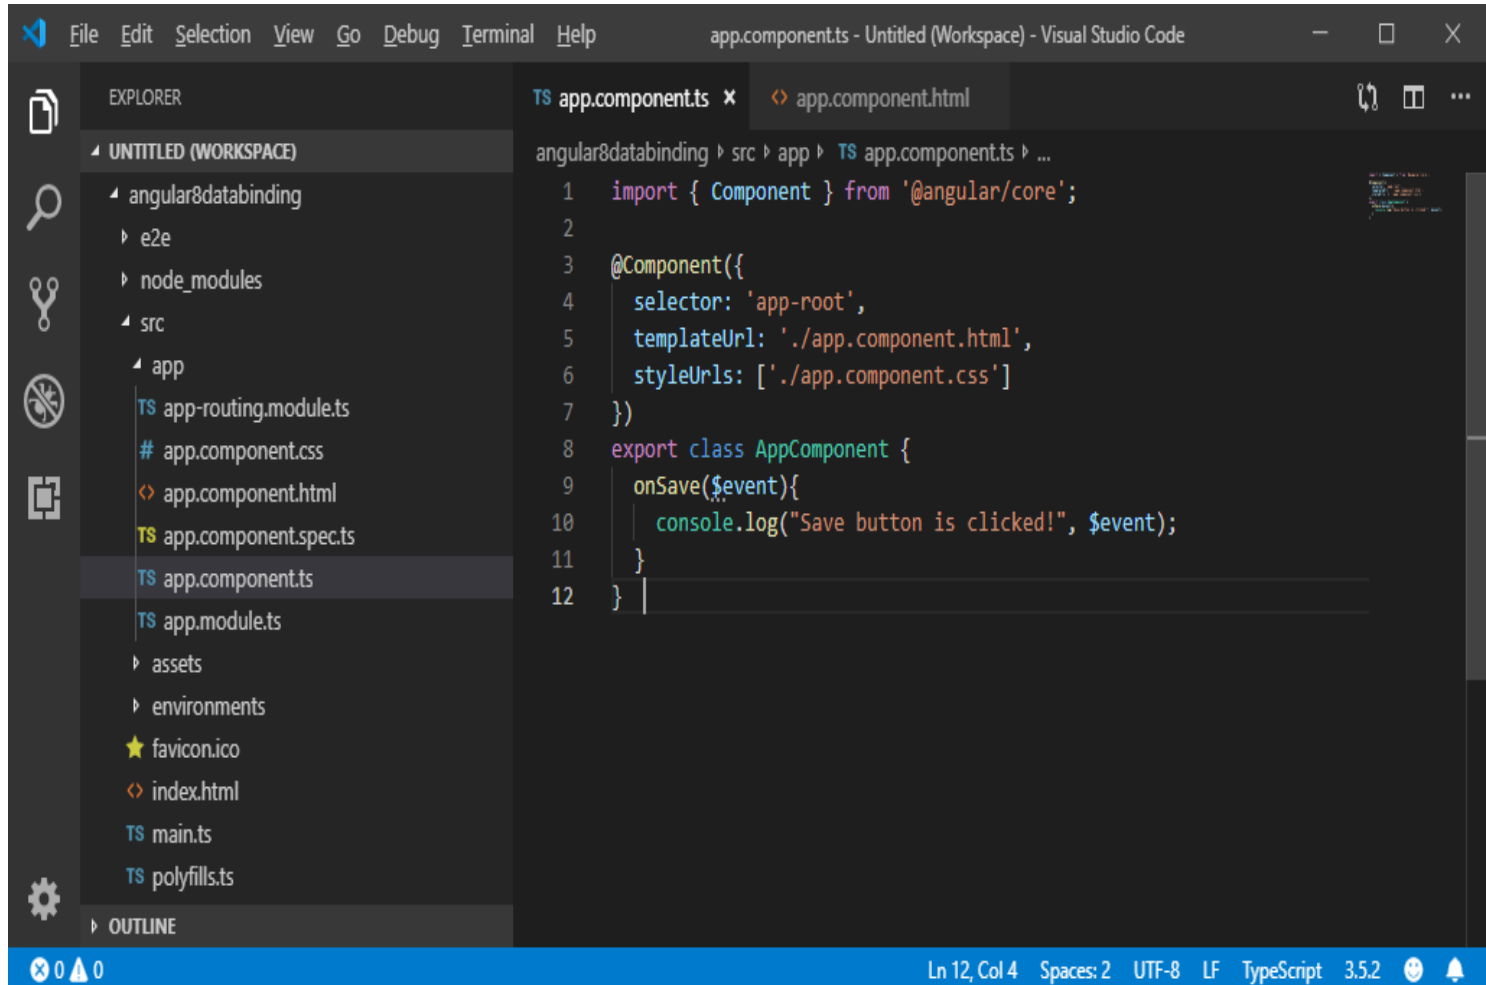 File Edit Selection View Go Debug Terminal Help app.component.ts - Untitled (Workspace) - Visual Studio Code
EXPLORER
UNTITLED (WORKSPACE)
angular8databinding
e2e
node_modules
src
app
TS app-routing.module.ts
# app.component.css
<> app.component.html
TS app.component.spec.ts
TS app.component.ts
TS app.module.ts
assets
environments
favicon.ico
<> index.html
TS main.ts
TS polyfills.ts
OUTLINE
TS app.component.ts × <> app.component.html
angular8databinding src app TS app.component.ts ...
1 import { Component } from '@angular/core';
2
3 @Component({
4 selector: 'app-root',
5 templateUrl: './app.component.html',
6 styleUrls: ['./app.component.css']
7 })
8 export class AppComponent {
9 onSave($event){
10 console.log("Save button is clicked!", $event);
11 }
12 }
0 0 Ln 12, Col 4 Spaces: 2 UTF-8 LF TypeScript 3.5.2